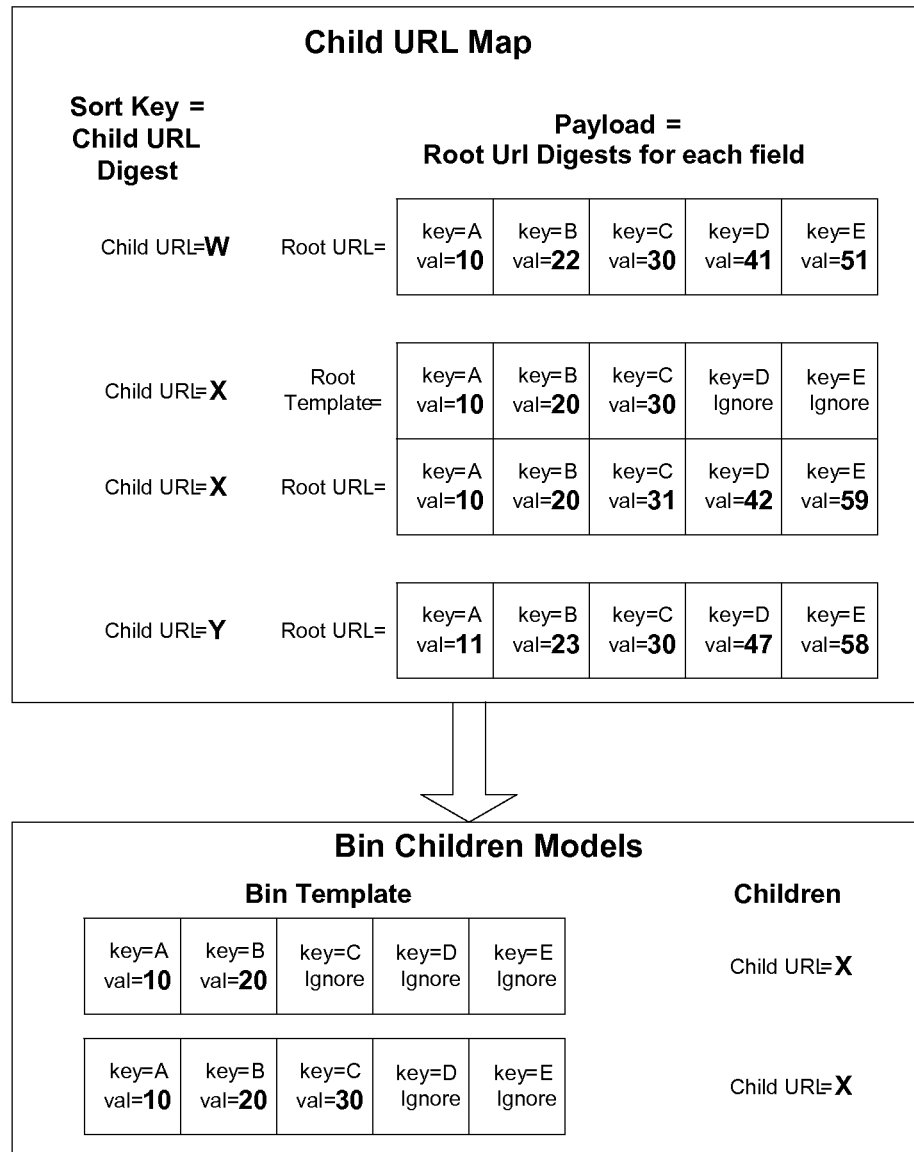 Child URL Map
Sort Key =
Child URL
Digest
Payload =
Root Url Digests for each field
Child URL=W
Root URL=
key=A
val=10
key=B
val=22
key=C
val=30
key=D
val=41
key=E
val=51
Child URL=X
Root
Template=
key=A
val=10
key=B
val=20
key=C
val=30
key=D
Ignore
key=E
Ignore
Child URL=X
Root URL=
key=A
val=10
key=B
val=20
key=C
val=31
key=D
val=42
key=E
val=59
Child URL=Y
Root URL=
key=A
val=11
key=B
val=23
key=C
val=30
key=D
val=47
key=E
val=58
Bin Children Models
Bin Template
Children
key=A
val=10
key=B
val=20
key=C
Ignore
key=D
Ignore
key=E
Ignore
Child URL=X
key=A
val=10
key=B
val=20
key=C
val=30
key=D
Ignore
key=E
Ignore
Child URL=X